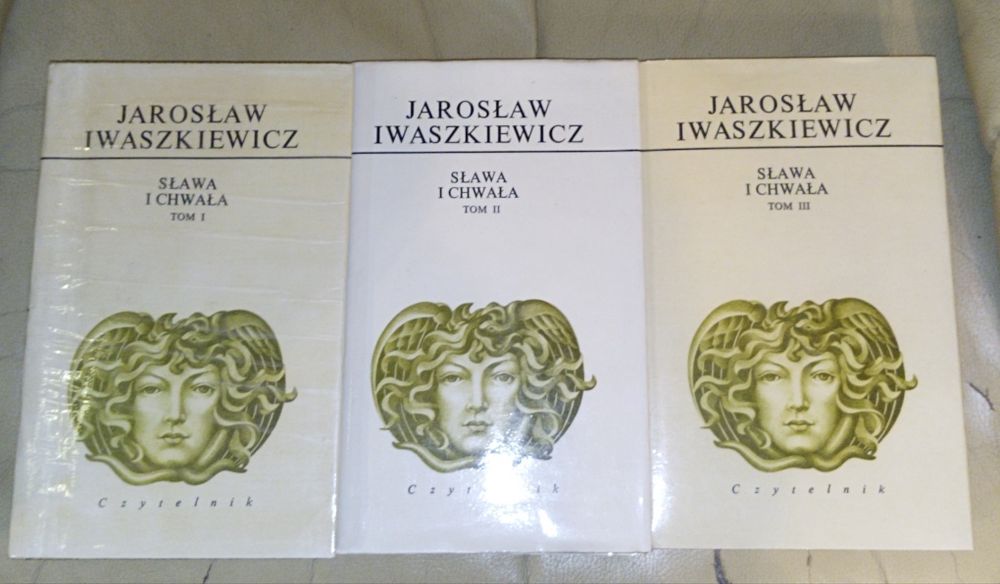 JAROSŁAW
IWASZKIEWICZ
SŁAWA
I CHWAŁA
TOM I
Czytelnik
JAROSŁAW
IWASZKIEWICZ
SŁAWA
I CHWAŁA
TOM II
Czytelnik
JAROSŁAW
IWASZKIEWICZ
SŁAWA
I CHWAŁA
TOM III
Czytelnik